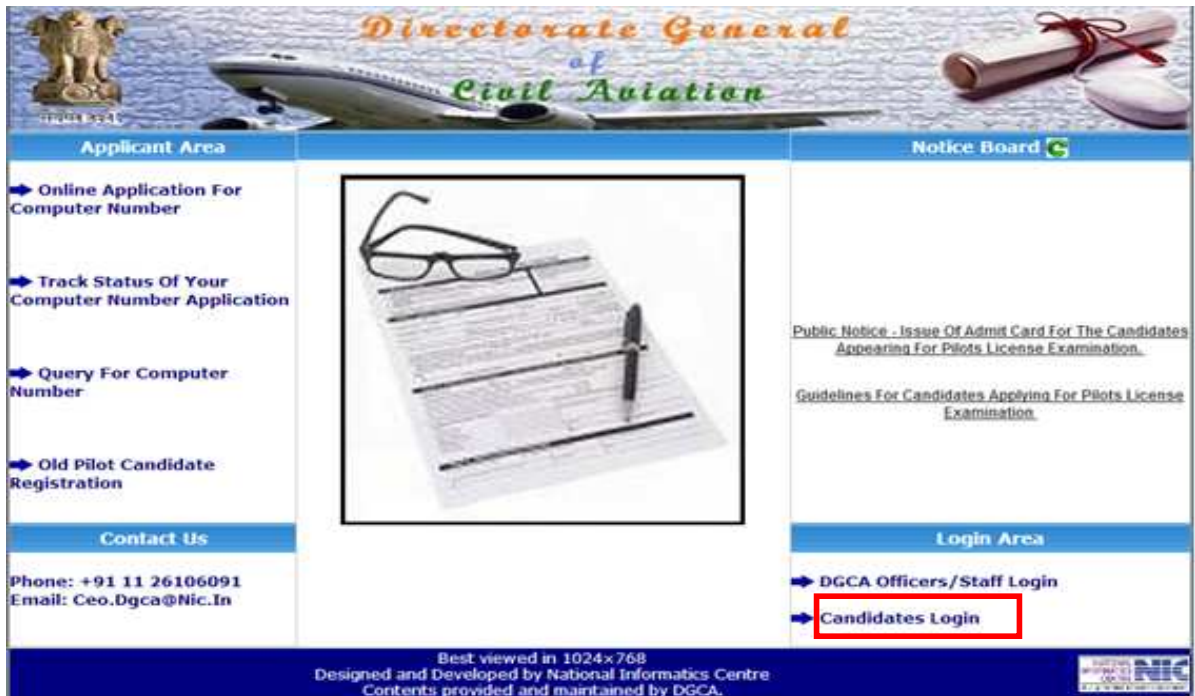 Directorate General
of
Civil Aviation
Applicant Area
Online Application For
Computer Number
Track Status Of Your
Computer Number Application
Query For Computer
Number
Old Pilot Candidate
Registration
Contact Us
Phone: +91 11 26106091
Email: Ceo.Dgca@Nic.In
Notice Board
Public Notice - Issue Of Admit Card For The Candidates
Appearing For Pilots License Examination.
Guidelines For Candidates Applying For Pilots License
Examination
Login Area
DGCA Officers/Staff Login
Candidates Login
Best viewed in 1024x768
Designed and Developed by National Informatics Centre
Contents provided and maintained by DGCA.
NIC